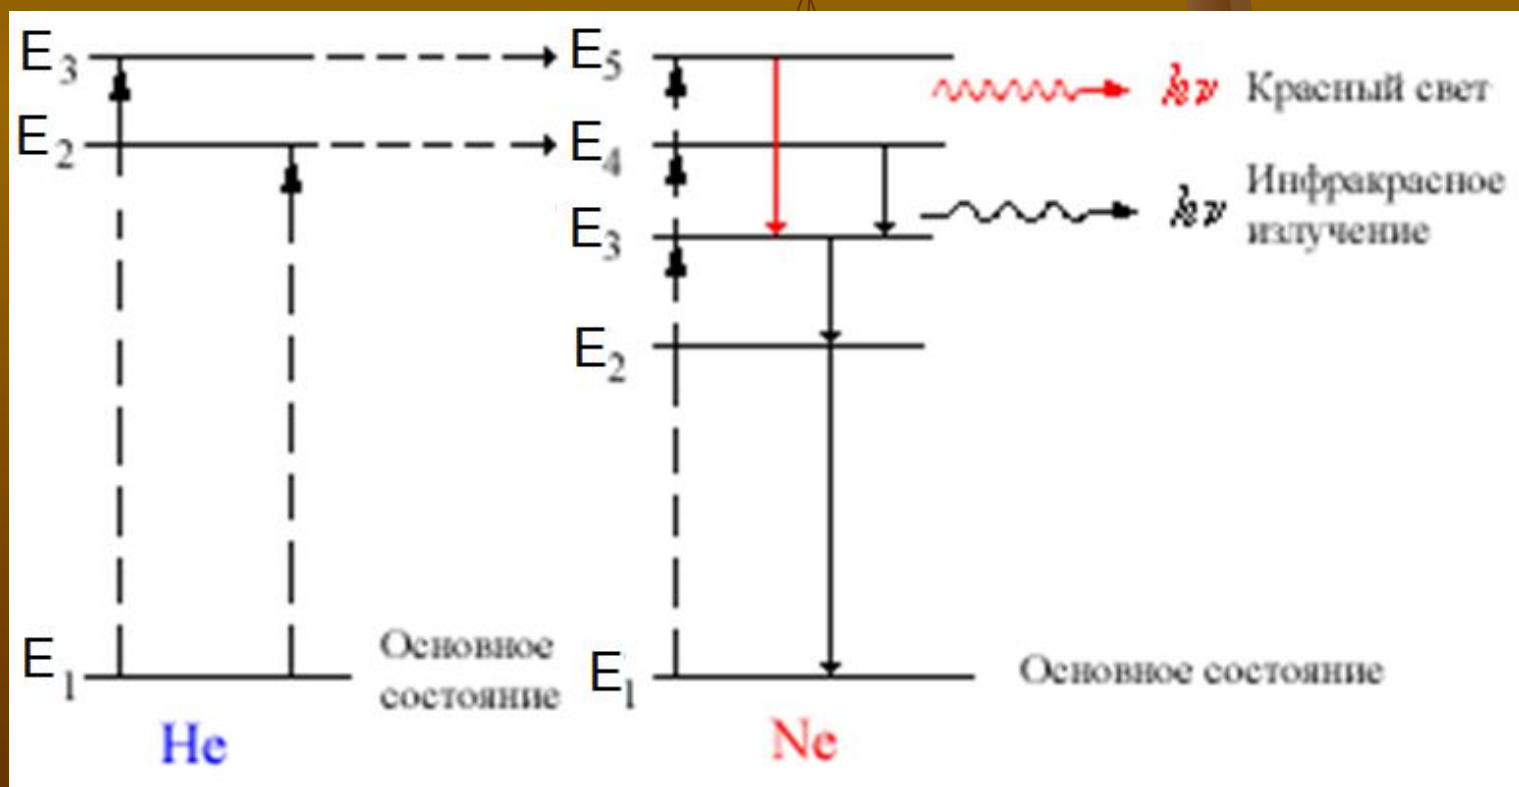 E3
E5
hν Красный свет
E2
E4
hν Инфракрасное
излучение
E3
E2
E1
Основное
состояние
E1
Основное состояние
He
Ne